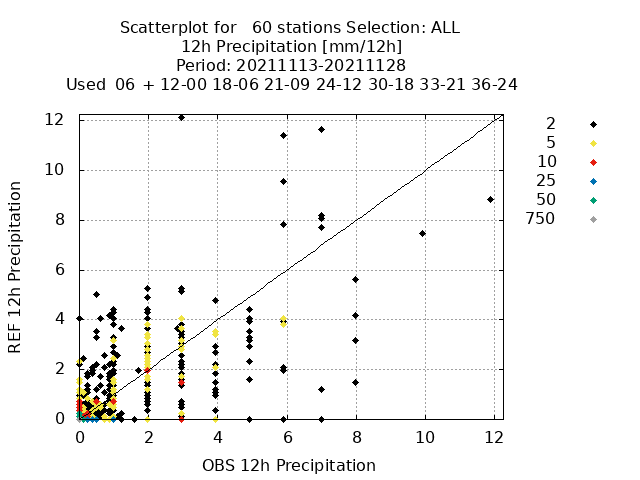 Scatterplot for   60 stations Selection: ALL
12h Precipitation [mm/12h]
Period: 20211113-20211128
Used  06 + 12-00 18-06 21-09 24-12 30-18 33-21 36-24
12
10
8
6
4
2
0
REF 12h Precipitation
0 2 4 6 8 10 12
OBS 12h Precipitation
2
5
10
25
50
750